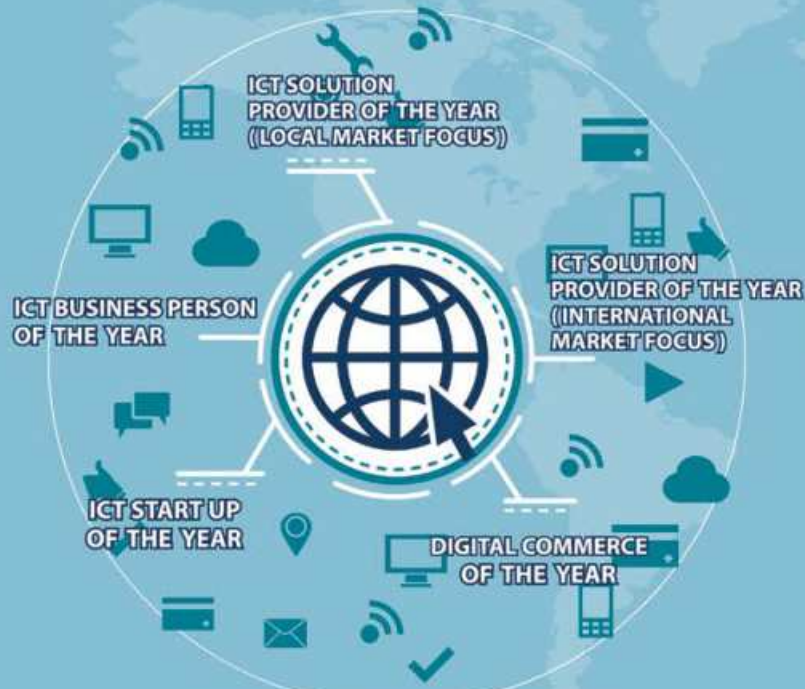 ICT SOLUTION
PROVIDER OF THE YEAR
(LOCAL MARKET FOCUS)
ICT SOLUTION
PROVIDER OF THE YEAR
(INTERNATIONAL
MARKET FOCUS)
ICT BUSINESS PERSON
OF THE YEAR
ICT START UP
OF THE YEAR
DIGITAL COMMERCE
OF THE YEAR